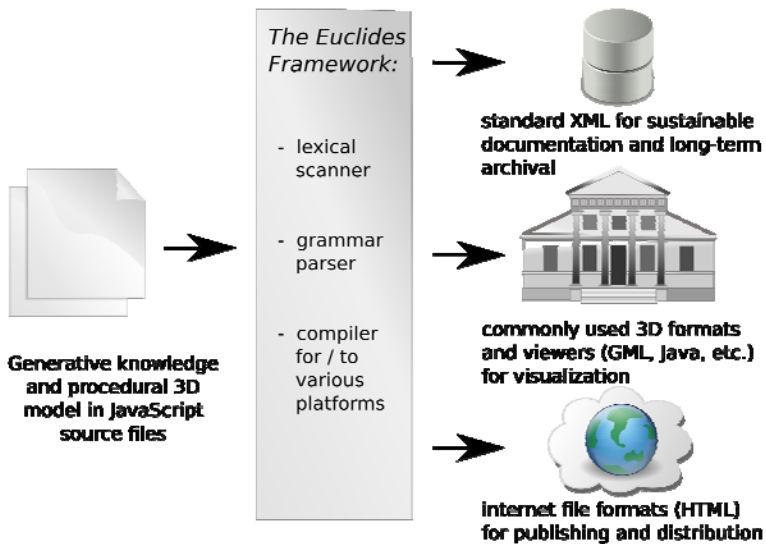 The Euclides
Framework:
- lexical
scanner
- grammar
parser
- compiler
for / to
various
platforms
Generative knowledge
and procedural 3D
model in JavaScript
source files
standard XML for sustainable
documentation and long-term
archival
commonly used 3D formats
and viewers (GML, Java, etc.)
for visualization
internet file formats (HTML)
for publishing and distribution